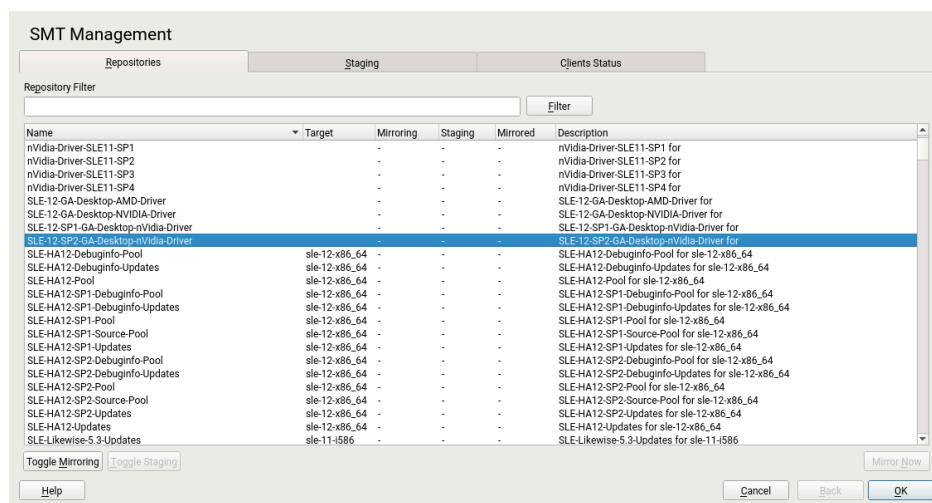 SMT Management
Repositories Staging Clients Status
Repository Filter
Filter
Name Target Mirroring Staging Mirrored Description
nVidia-Driver-SLE11-SP1 - - - nVidia-Driver-SLE11-SP1 for
nVidia-Driver-SLE11-SP2 - - - nVidia-Driver-SLE11-SP2 for
nVidia-Driver-SLE11-SP3 - - - nVidia-Driver-SLE11-SP3 for
nVidia-Driver-SLE11-SP4 - - - nVidia-Driver-SLE11-SP4 for
SLE-12-GA-Desktop-AMD-Driver - - - SLE-12-GA-Desktop-AMD-Driver for
SLE-12-GA-Desktop-NVIDIA-Driver - - - SLE-12-GA-Desktop-NVIDIA-Driver for
SLE-12-SP1-GA-Desktop-nVidia-Driver - - - SLE-12-SP1-GA-Desktop-nVidia-Driver for
SLE-12-SP2-GA-Desktop-nVidia-Driver - - - SLE-12-SP2-GA-Desktop-nVidia-Driver for
SLE-HA12-Debuginfo-Pool sle-12-x86_64 - - - SLE-HA12-Debuginfo-Pool for sle-12-x86_64
SLE-HA12-Debuginfo-Updates sle-12-x86_64 - - - SLE-HA12-Debuginfo-Updates for sle-12-x86_64
SLE-HA12-Pool sle-12-x86_64 - - - SLE-HA12-Pool for sle-12-x86_64
SLE-HA12-SP1-Debuginfo-Pool sle-12-x86_64 - - - SLE-HA12-SP1-Debuginfo-Pool for sle-12-x86_64
SLE-HA12-SP1-Debuginfo-Updates sle-12-x86_64 - - - SLE-HA12-SP1-Debuginfo-Updates for sle-12-x86_64
SLE-HA12-SP1-Pool sle-12-x86_64 - - - SLE-HA12-SP1-Pool for sle-12-x86_64
SLE-HA12-SP1-Source-Pool sle-12-x86_64 - - - SLE-HA12-SP1-Source-Pool for sle-12-x86_64
SLE-HA12-SP1-Updates sle-12-x86_64 - - - SLE-HA12-SP1-Updates for sle-12-x86_64
SLE-HA12-SP2-Debuginfo-Pool sle-12-x86_64 - - - SLE-HA12-SP2-Debuginfo-Pool for sle-12-x86_64
SLE-HA12-SP2-Debuginfo-Updates sle-12-x86_64 - - - SLE-HA12-SP2-Debuginfo-Updates for sle-12-x86_64
SLE-HA12-SP2-Pool sle-12-x86_64 - - - SLE-HA12-SP2-Pool for sle-12-x86_64
SLE-HA12-SP2-Source-Pool sle-12-x86_64 - - - SLE-HA12-SP2-Source-Pool for sle-12-x86_64
SLE-HA12-SP2-Updates sle-12-x86_64 - - - SLE-HA12-SP2-Updates for sle-12-x86_64
SLE-HA12-Updates sle-12-x86_64 - - - SLE-HA12-Updates for sle-12-x86_64
SLE-Likewise-5.3-Updates sle-11-i586 - - - SLE-Likewise-5.3-Updates for sle-11-i586
Toggle Mirroring Toggle Staging Mirror Now
Help Cancel Back OK